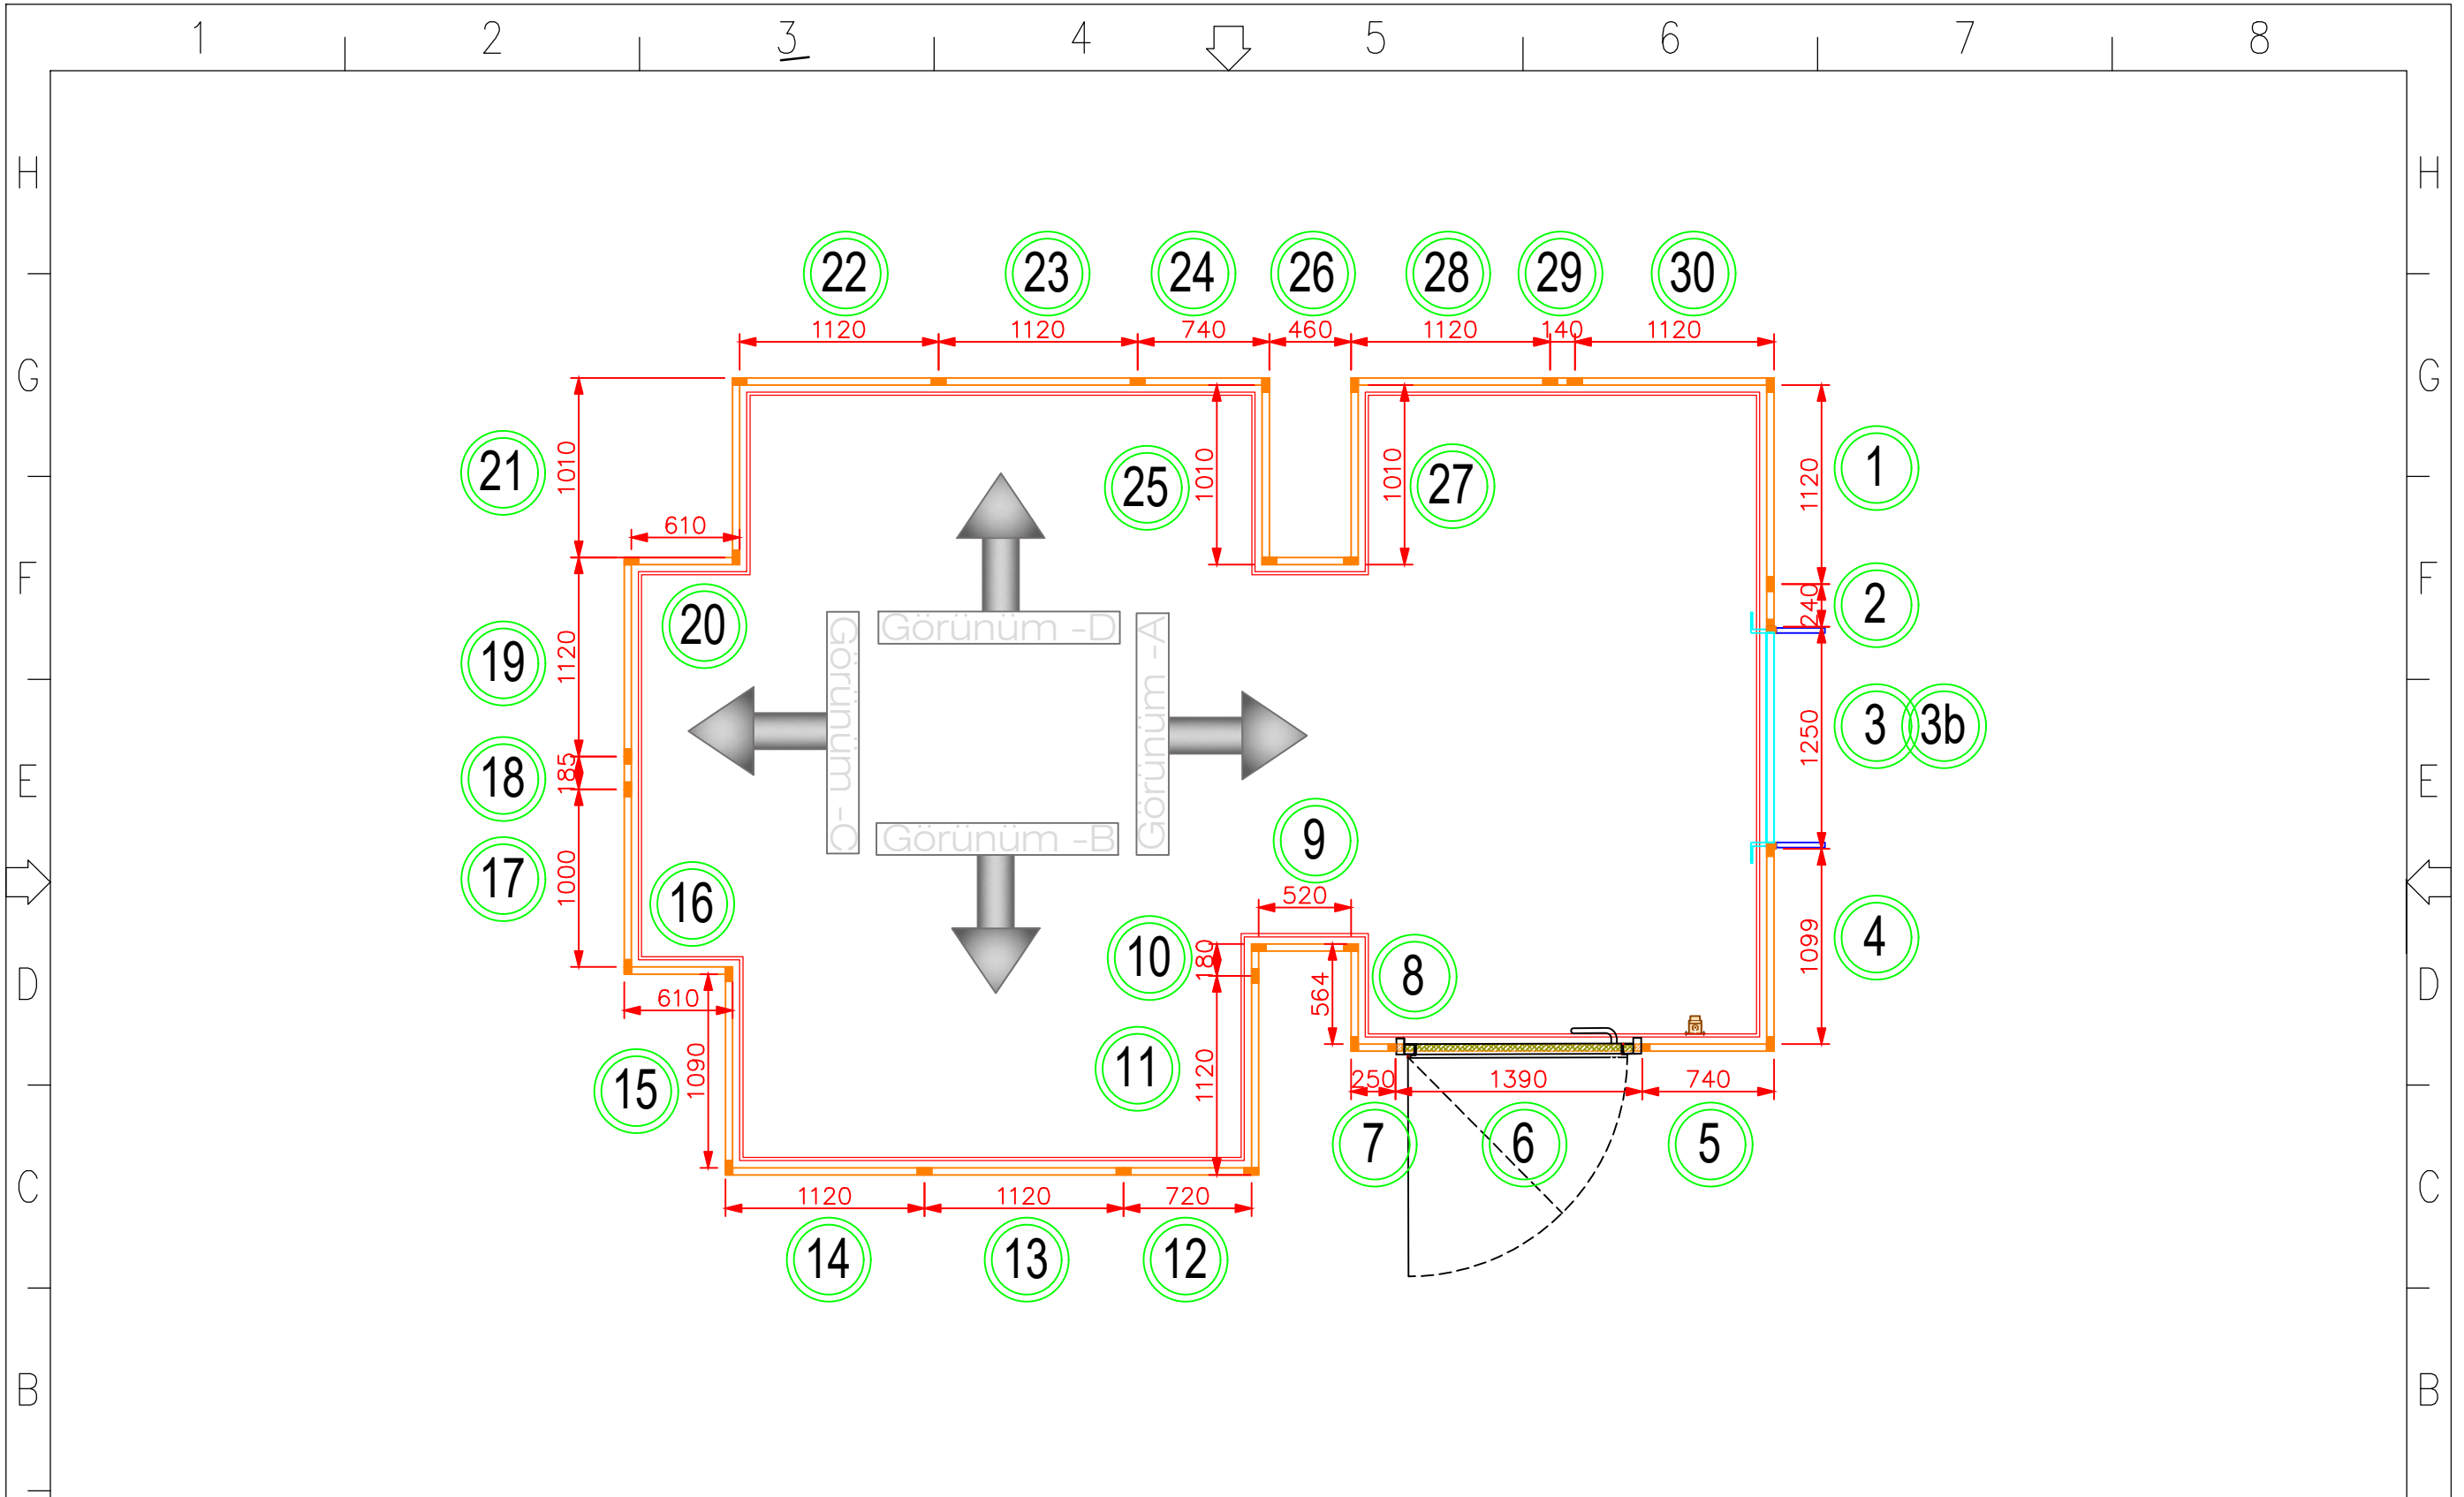 1 2 3 4 5 6 7 8
H H
22 23 24 26 28 29 30
1120 1120 740 460 1120 140 1120
G G
21 1010 25 1010 1010 27 1120 1
610
F F
20 240 2
19 1120
Görünüm -D
Görünüm -C
Görünüm -A
Görünüm -B
1250 3 3b
E E
18 185
17 1000
16
9
520
10 180
564 8
1099 4
D D
610
15 1090
11 1120
250 1390 740
7 6 5
C C
1120 1120 720
14 13 12
B B